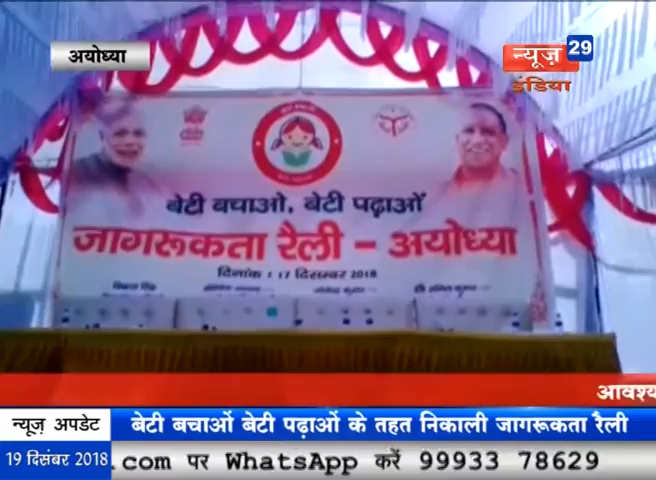 अयोध्या
न्यूज़ 29
इंडिया
बेटी बचाओ, बेटी पढ़ाओं
जागरूकता रैली - अयोध्या
दिनांक : 17 दिसम्बर 2018
आवश्य
न्यूज़ अपडेट
बेटी बचाओं बेटी पढ़ाओं के तहत निकाली जागरूकता रैली
19 दिसंबर 2018
.com पर WhatsApp करें 99933 78629